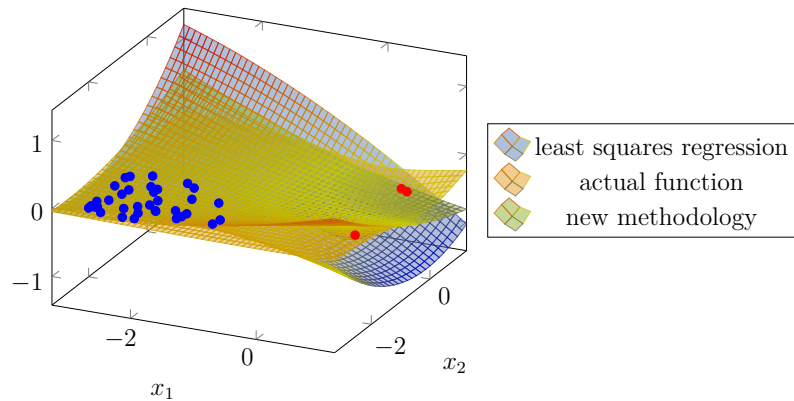 1
0
−1
−2
0
−2
0
x1
x2
least squares regression
actual function
new methodology